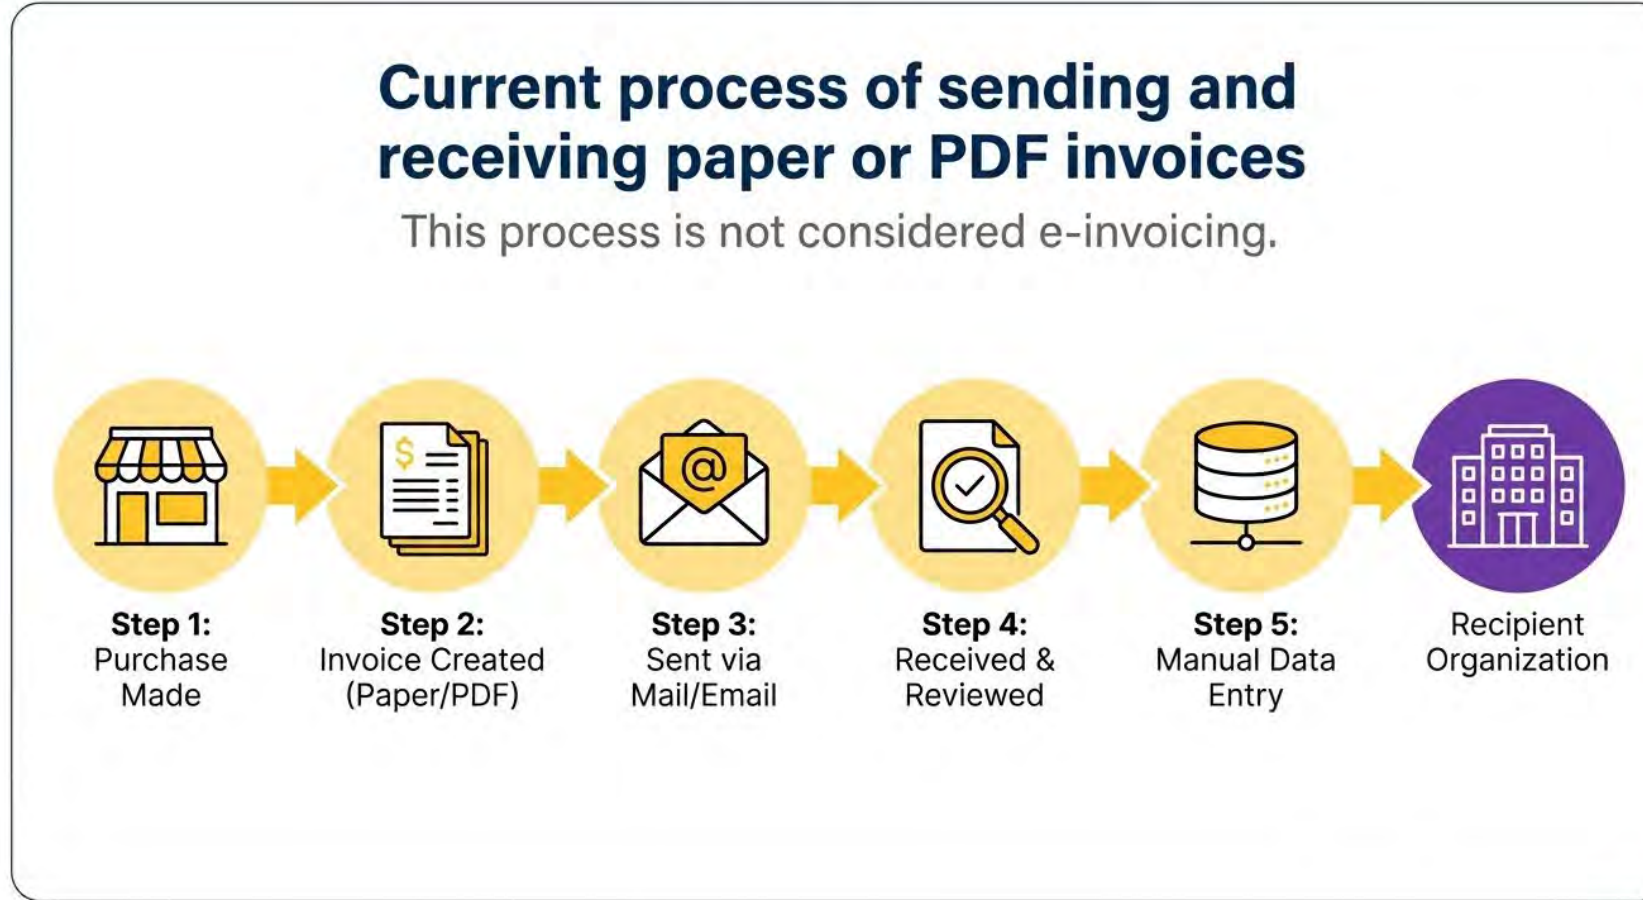 Current process of sending and
receiving paper or PDF invoices
This process is not considered e-invoicing.
$
@
Step 1:
Purchase
Made
Step 2:
Invoice Created
(Paper/PDF)
Step 3:
Sent via
Mail/Email
Step 4:
Received &
Reviewed
Step 5:
Manual Data
Entry
Recipient
Organization